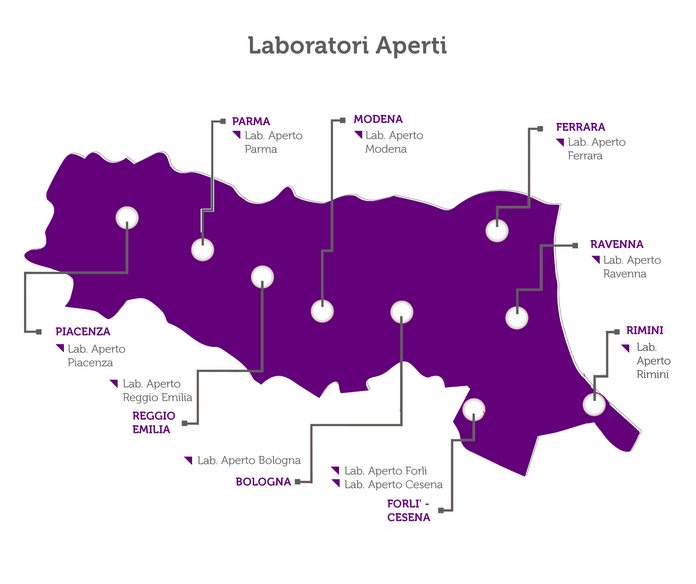 Laboratori Aperti
PARMA
Lab. Aperto
Parma
MODENA
Lab. Aperto
Modena
FERRARA
Lab. Aperto
Ferrara
RAVENNA
Lab. Aperto
Ravenna
RIMINI
Lab.
Aperto
Rimini
PIACENZA
Lab. Aperto
Piacenza
Lab. Aperto
Reggio Emilia
REGGIO
EMILIA
Lab. Aperto Bologna
BOLOGNA
Lab. Aperto Forlì
Lab. Aperto Cesena
FORLI' -
CESENA